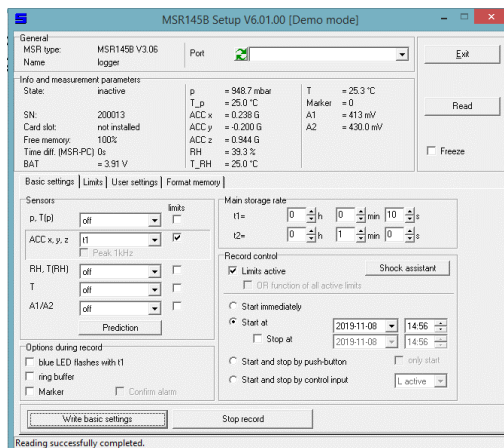 MSR145B Setup V6.01.00 [Demo mode]
General
MSR type: MSR145B V3.06
Name logger
Port
Exit
Read
Freeze
Info and measurement parameters
State: inactive
SN: 200013
Card slot: not installed
Free memory: 100%
Time diff. (MSR-PC) 0s
BAT = 3.91 V
p = 948.7 mbar
T_p = 25.0 °C
ACC x = 0.238 G
ACC y = -0.200 G
ACC z = 0.944 G
RH = 39.3 %
T_RH = 25.0 °C
T = 25.3 °C
Marker = 0
A1 = 413 mV
A2 = 430.0 mV
Basic settings Limits User settings Format memory
Sensors
limits
p, T(p) off
ACC x, y, z t1
Peak 1kHz
RH, T(RH) off
T off
A1/A2 off
Prediction
Options during record
blue LED flashes with t1
ring buffer
Marker Confirm alarm
Main storage rate
t1= 0 h 0 min 10 s
t2= 0 h 1 min 0 s
Record control
Limits active Shock assistant
OR function of all active limits
Start immediately
Start at 2019-11-08 14:56
Stop at 2019-11-08 14:56
Start and stop by push-button only start
Start and stop by control input L active
Write basic settings Stop record
Reading successfully completed.